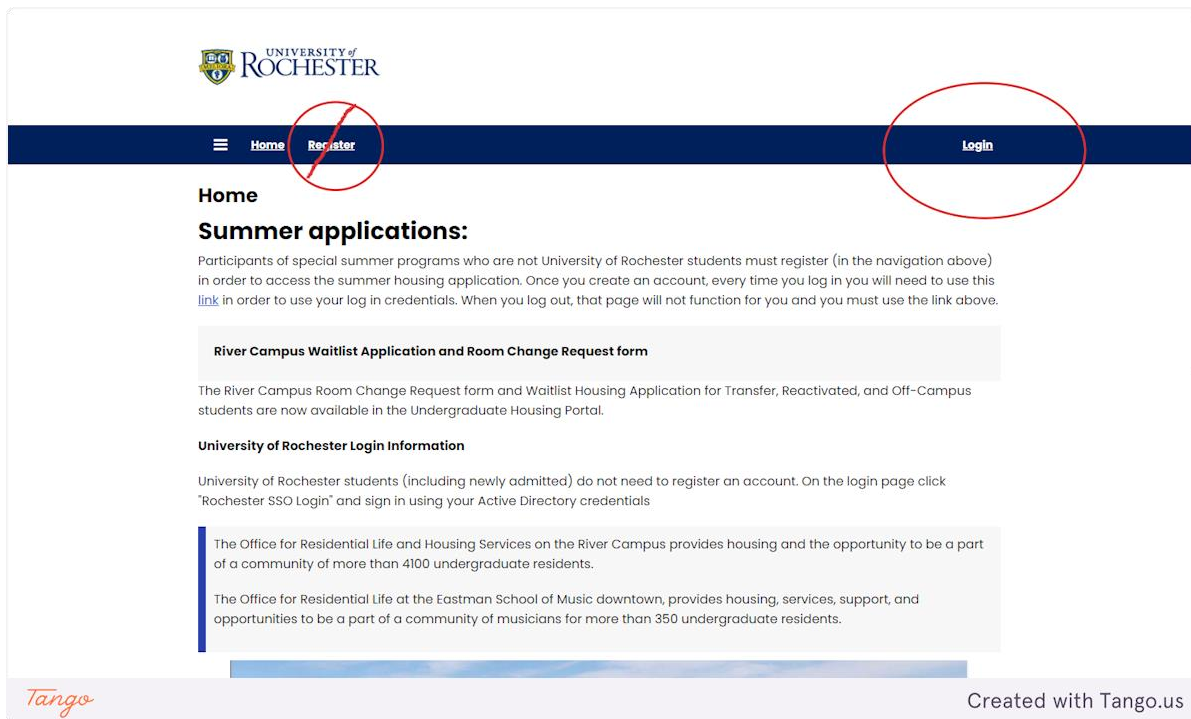 UNIVERSITY of
ROCHESTER
MELIORA
Home Register Login
Home
Summer applications:
Participants of special summer programs who are not University of Rochester students must register (in the navigation above)
in order to access the summer housing application. Once you create an account, every time you log in you will need to use this
link in order to use your log in credentials. When you log out, that page will not function for you and you must use the link above.
River Campus Waitlist Application and Room Change Request form
The River Campus Room Change Request form and Waitlist Housing Application for Transfer, Reactivated, and Off-Campus
students are now available in the Undergraduate Housing Portal.
University of Rochester Login Information
University of Rochester students (including newly admitted) do not need to register an account. On the login page click
"Rochester SSO Login" and sign in using your Active Directory credentials
The Office for Residential Life and Housing Services on the River Campus provides housing and the opportunity to be a part
of a community of more than 4100 undergraduate residents.
The Office for Residential Life at the Eastman School of Music downtown, provides housing, services, support, and
opportunities to be a part of a community of musicians for more than 350 undergraduate residents.
Tango
Created with Tango.us